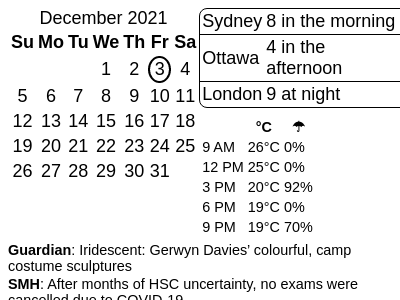 December 2021
Su Mo Tu We Th Fr Sa
1 2 3 4
5 6 7 8 9 10 11
12 13 14 15 16 17 18
19 20 21 22 23 24 25
26 27 28 29 30 31
Sydney 8 in the morning
Ottawa 4 in the
afternoon
London 9 at night
°C ☂
9 AM 26°C 0%
12 PM 25°C 0%
3 PM 20°C 92%
6 PM 19°C 0%
9 PM 19°C 70%
Guardian: Iridescent: Gerwyn Davies’ colourful, camp
costume sculptures
SMH: After months of HSC uncertainty, no exams were
cancelled due to COVID-19